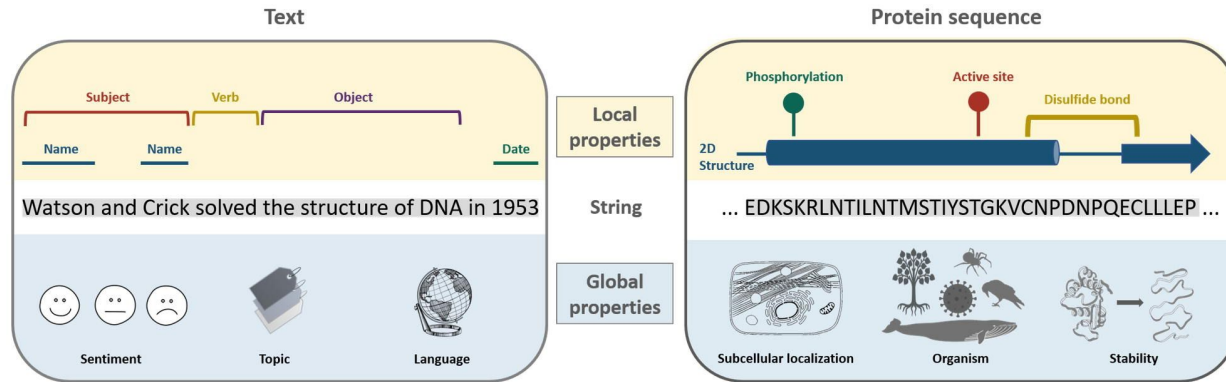 Text
Protein sequence
Subject
Verb
Object
Name
Name
Date
Watson and Crick solved the structure of DNA in 1953
Sentiment
Topic
Language
Local
properties
String
Global
properties
Phosphorylation
Active site
Disulfide bond
2D
Structure
... EDKSKRLNTILNTMSTIYSTGKVCNPDNPQECLLLEP ...
Subcellular localization
Organism
Stability